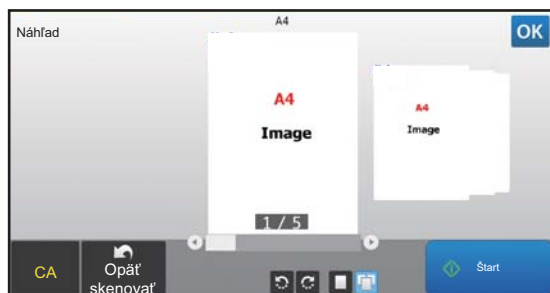 Náhľad
A4
OK
A4
Image
A4
Image
1 / 5
CA
Opäť
skenovať
Štart